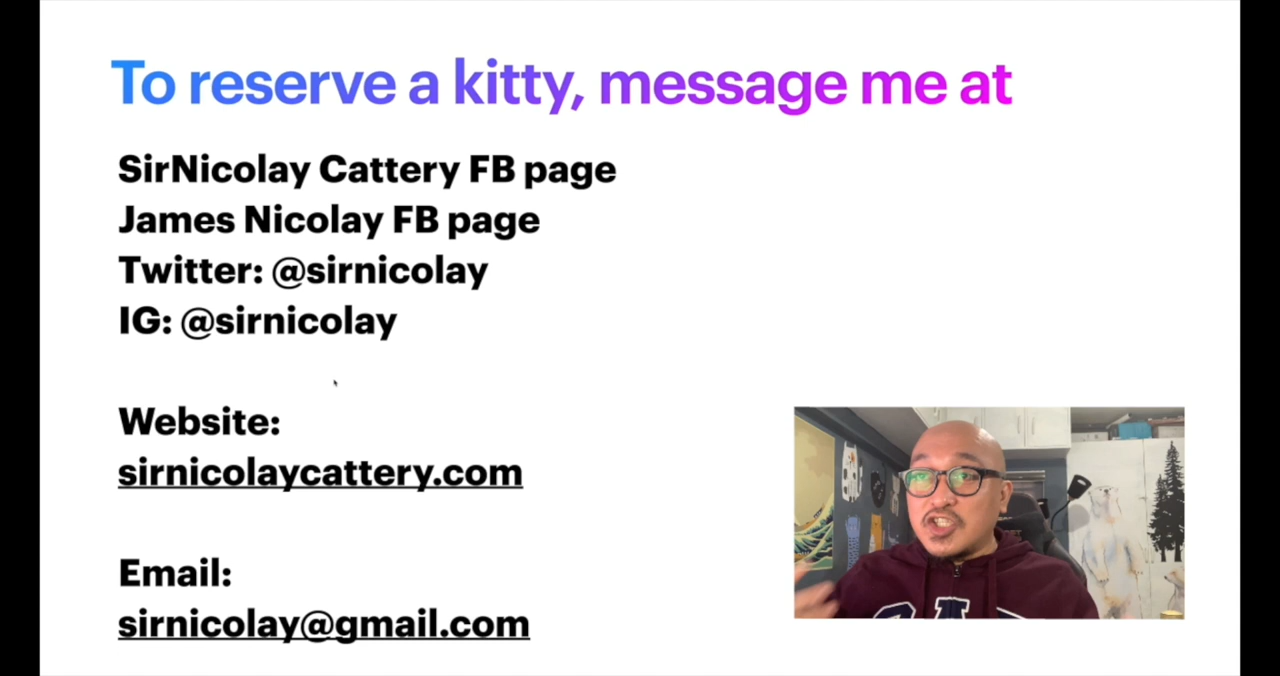 To reserve a kitty, message me at
SirNicolay Cattery FB page
James Nicolay FB page
Twitter: @sirnicolay
IG: @sirnicolay
Website:
sirnicolaycattery.com
Email:
sirnicolay@gmail.com